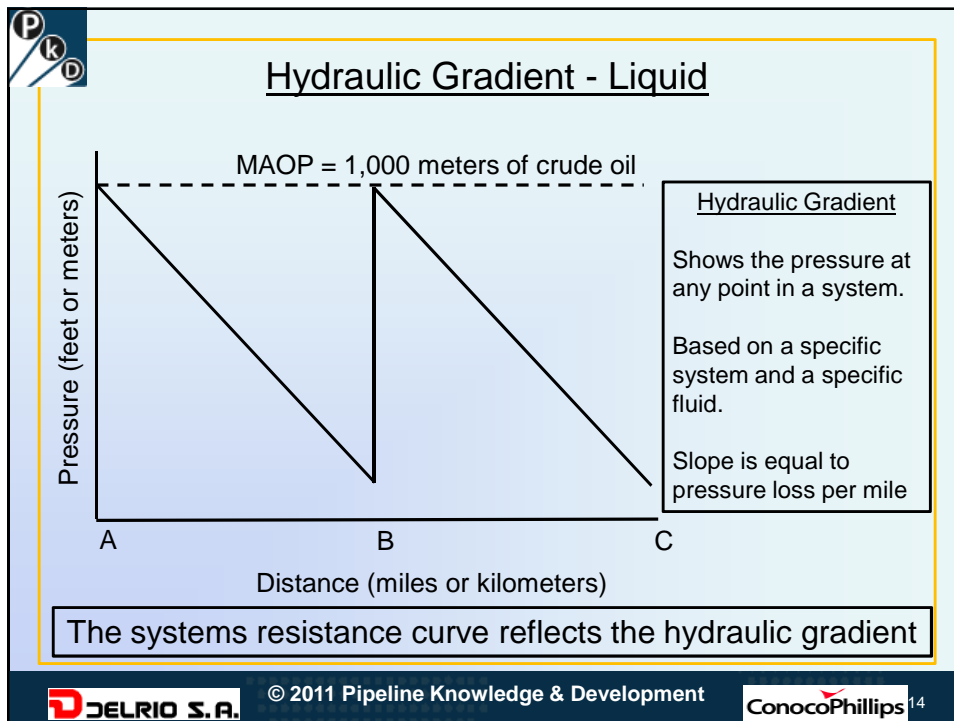 P
k
D
Hydraulic Gradient - Liquid
MAOP = 1,000 meters of crude oil
Pressure (feet or meters)
A
B
C
Distance (miles or kilometers)
Hydraulic Gradient
Shows the pressure at
any point in a system.
Based on a specific
system and a specific
fluid.
Slope is equal to
pressure loss per mile
The systems resistance curve reflects the hydraulic gradient
DELRIO S.A.
© 2011 Pipeline Knowledge & Development
ConocoPhillips
14